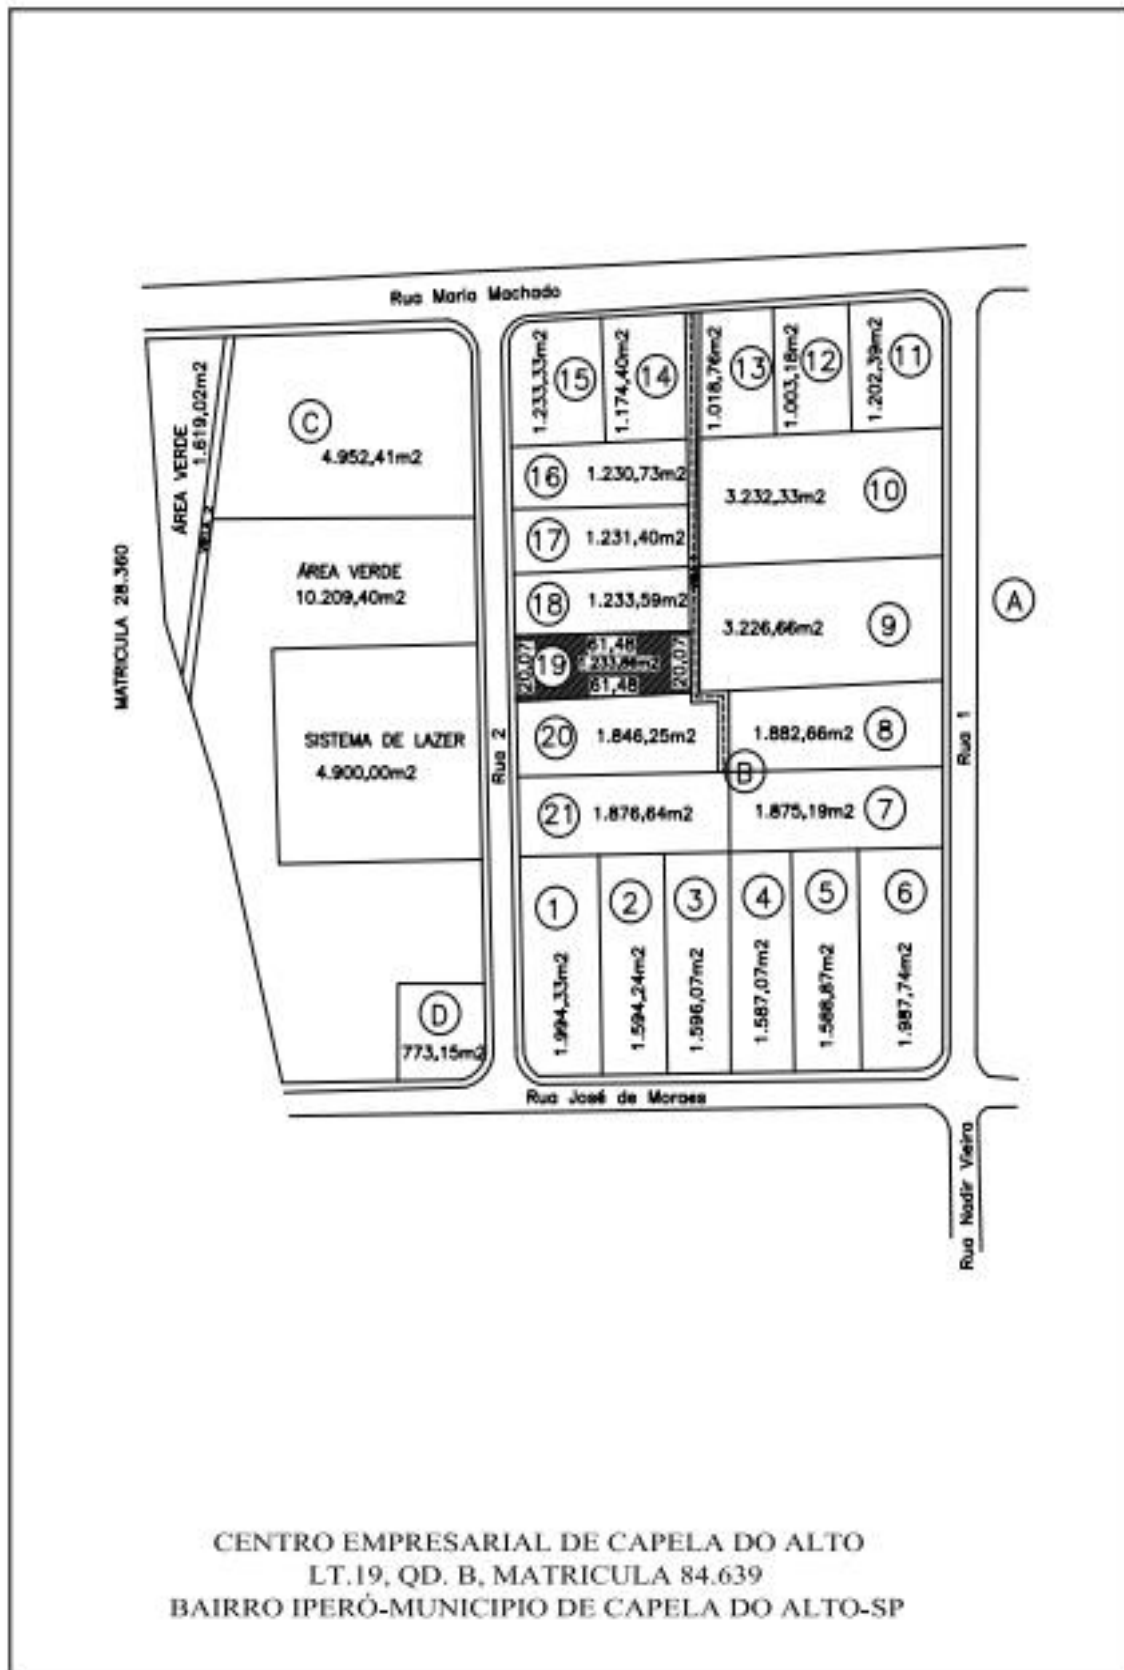 Rua Maria Machado
MATRICULA 28.360
ÁREA VERDE
1.619,02m2
C
4.952,41m2
ÁREA VERDE
10.209,40m2
SISTEMA DE LAZER
4.900,00m2
D
773,15m2
Rua 2
15
1.233,33m2
14
1.174,40m2
13
1.018,76m2
12
1.003,16m2
11
1.202,39m2
16 1.230,73m2
3.232,33m2 10
17 1.231,40m2
18 1.233,59m2
3.226,66m2 9
61,48
20,07 19 1.233,86m2 20,07
61,48
20 1.846,25m2
1.882,66m2 8
B
21 1.876,64m2
1.875,19m2 7
1
1.994,33m2
2
1.594,24m2
3
1.596,07m2
4
1.587,07m2
5
1.588,87m2
6
1.987,74m2
Rua 1
A
Rua José de Moraes
Rua Nadir Vieira
CENTRO EMPRESARIAL DE CAPELA DO ALTO
LT.19, QD. B, MATRICULA 84.639
BAIRRO IPERÓ-MUNICIPIO DE CAPELA DO ALTO-SP